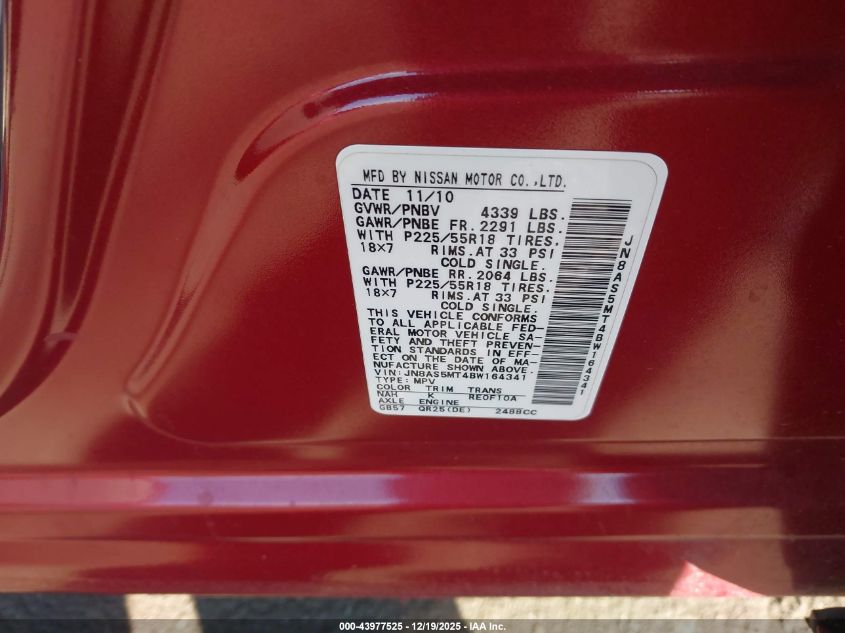 MFD BY NISSAN MOTOR CO.,LTD.
DATE 11/10
GVWR/PNBV 4339 LBS.
GAWR/PNBE FR. 2291 LBS.
WITH P225/55R18 TIRES.
18x7 RIMS.AT 33 PSI
COLD SINGLE.
GAWR/PNBE RR. 2064 LBS.
WITH P225/55R18 TIRES.
18x7 RIMS.AT 33 PSI
COLD SINGLE.
THIS VEHICLE CONFORMS
TO ALL APPLICABLE FED-
ERAL MOTOR VEHICLE SA-
FETY AND THEFT PREVEN-
TION STANDARDS IN EFF-
ECT ON THE DATE OF MA-
NUFACTURE SHOWN ABOVE.
VIN:JN8AS5MT4BW164341
TYPE:MPV
COLOR TRIM TRANS
NAH K RE0F10A
AXLE ENGINE
GB57 QR25(DE) 2488CC
JN8AS5MT4BW164341
000-43977525 - 12/19/2025 - IAA Inc.